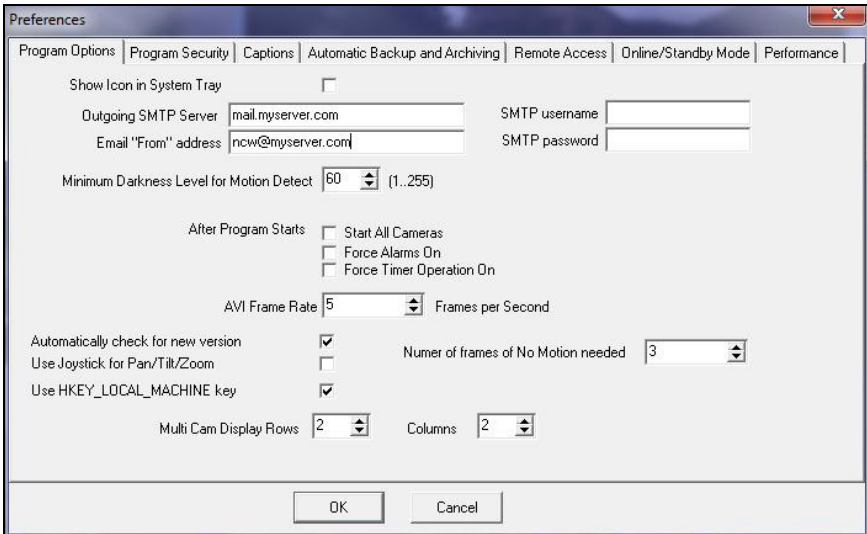 Preferences
Program Options Program Security Captions Automatic Backup and Archiving Remote Access Online/Standby Mode Performance
Show Icon in System Tray
Outgoing SMTP Server mail.myserver.com SMTP username
Email "From" address ncw@myserver.com SMTP password
Minimum Darkness Level for Motion Detect 60 (1..255)
After Program Starts Start All Cameras
Force Alarms On
Force Timer Operation On
AVI Frame Rate 5 Frames per Second
Automatically check for new version
Numer of frames of No Motion needed 3
Use Joystick for Pan/Tilt/Zoom
Use HKEY_LOCAL_MACHINE key
Multi Cam Display Rows 2 Columns 2
OK Cancel